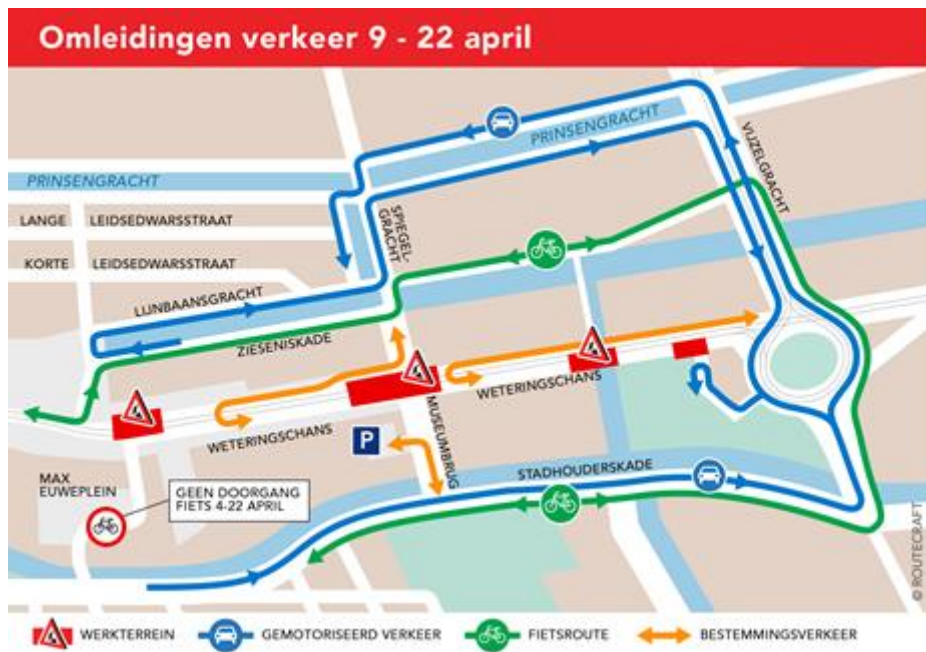 Omleidingen verkeer 9 - 22 april
PRINSENGRACHT
VIJZELGRACHT
PRINSENGRACHT
LANGE LEIDSEDWARSSTRAAT
SPIEGEL-
GRACHT
KORTE LEIDSEDWARSSTRAAT
LIJNBAANSGRACHT
ZIESENISKADE
WETERINGSCHANS
WETERINGSCHANS
MUSEUMBRUG
P
STADHOUDERSKADE
MAX
EUWEPLEIN
GEEN DOORGANG
FIETS 4-22 APRIL
© ROUTECRAFT
WERKTERREIN
GEMOTORISEERD VERKEER
FIETSROUTE
BESTEMMINGSVERKEER